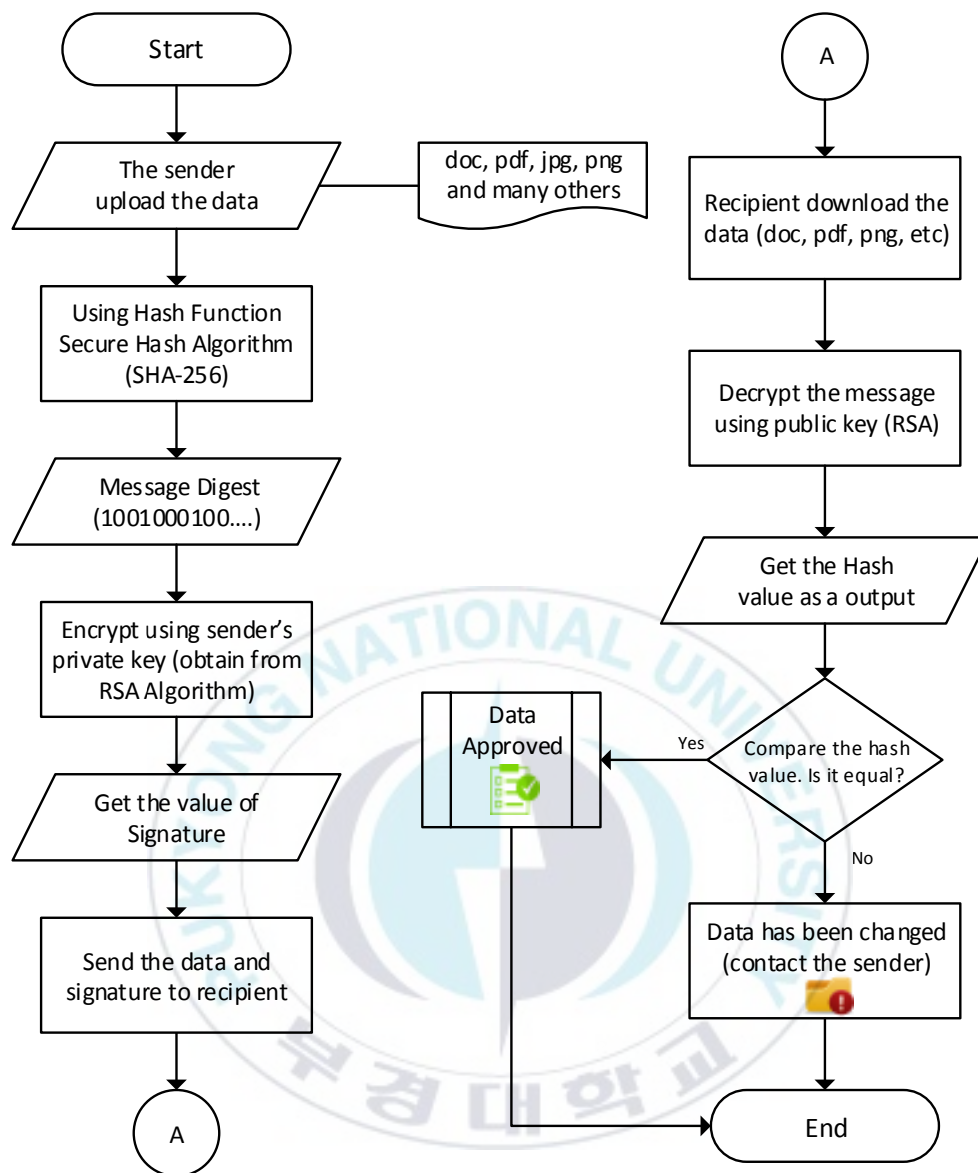 Start
The sender
upload the data
doc, pdf, jpg, png
and many others
Using Hash Function
Secure Hash Algorithm
(SHA-256)
Message Digest
(1001000100....)
Encrypt using sender's
private key (obtain from
RSA Algorithm)
Get the value of
Signature
Send the data and
signature to recipient
A
A
Recipient download the
data (doc, pdf, png, etc)
Decrypt the message
using public key (RSA)
Get the Hash
value as a output
Compare the hash
value. Is it equal?
Yes
Data
Approved
No
Data has been changed
(contact the sender)
End
PUKYONG NATIONAL UNIVERSITY
부경대학교